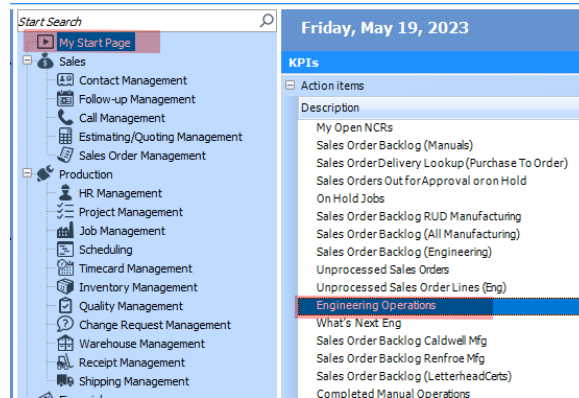 Start Search
My Start Page
Sales
Contact Management
Follow-up Management
Call Management
Estimating/Quoting Management
Sales Order Management
Production
HR Management
Project Management
Job Management
Scheduling
Timecard Management
Inventory Management
Quality Management
Change Request Management
Warehouse Management
Receipt Management
Shipping Management
Friday, May 19, 2023
KPIs
Action items
Description
My Open NCRs
Sales Order Backlog (Manuals)
Sales Order Delivery Lookup (Purchase To Order)
Sales Orders Out for Approval or on Hold
On Hold Jobs
Sales Order Backlog RUD Manufacturing
Sales Order Backlog (All Manufacturing)
Sales Order Backlog (Engineering)
Unprocessed Sales Orders
Unprocessed Sales Order Lines (Eng)
Engineering Operations
What's Next Eng
Sales Order Backlog Caldwell Mfg
Sales Order Backlog Renfroe Mfg
Sales Order Backlog (LetterheadCerts)
Completed Manual Operations